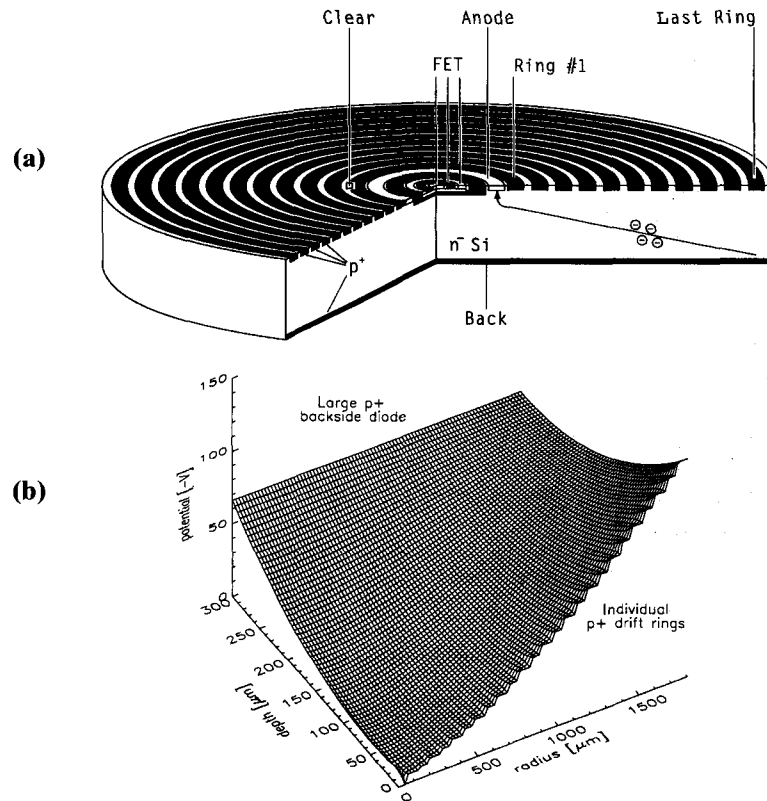 Clear Anode Last Ring
FET Ring #1
(a)
n⁻ Si
p⁺
Back
150
Large p+
backside diode
100
(b)
potential [-V]
50
0
300
250
200
150
100
50
0
depth [μm]
Individual
p+ drift rings
0
500
1000
1500
radius [μm]